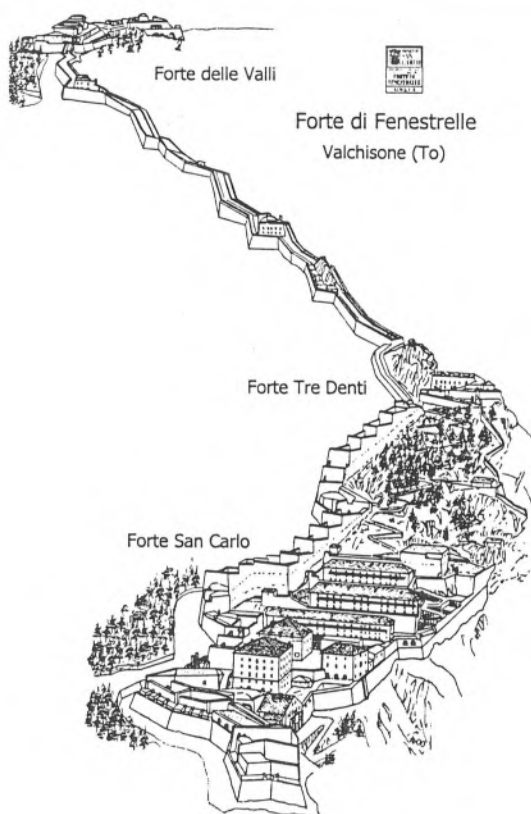 Forte delle Valli
Forte di Fenestrelle
Valchisone (To)
Forte Tre Denti
Forte San Carlo